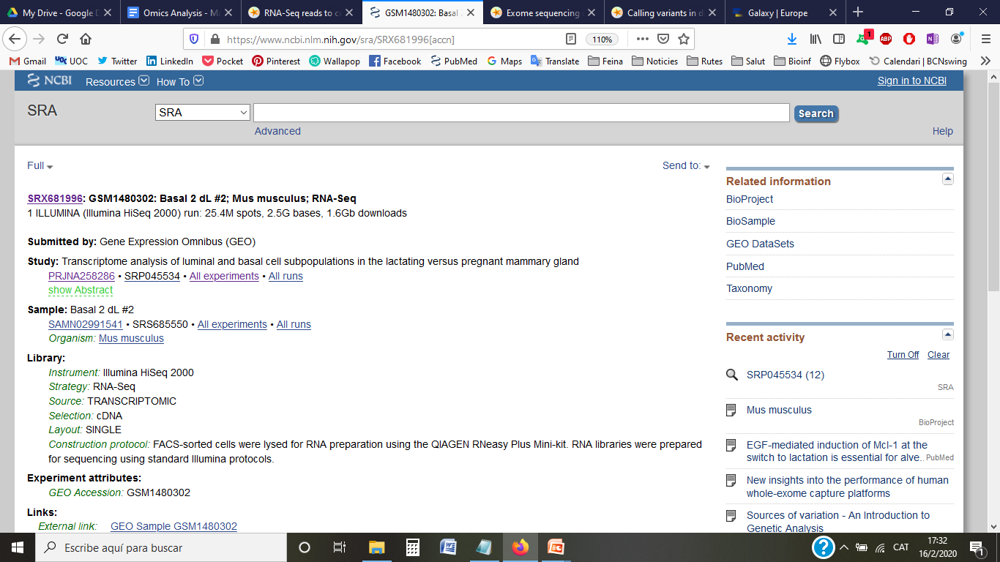 My Drive - Google D
Omics Analysis - Ma
RNA-Seq reads to co
GSM1480302: Basal 2
Exome sequencing
Calling variants in d
Galaxy | Europe
https://www.ncbi.nlm.nih.gov/sra/SRX681996[accn]
110%
1
ABP
Gmail
UOC
Twitter
LinkedIn
Pocket
Pinterest
Wallapop
Facebook
PubMed
Maps
Translate
Feina
Noticies
Rutes
Salut
Bioinf
Flybox
Calendari | BCNswing
NCBI
Resources
How To
Sign in to NCBI
SRA
SRA
Search
Advanced
Help
Full
Send to:
SRX681996: GSM1480302: Basal 2 dL #2; Mus musculus; RNA-Seq
1 ILLUMINA (Illumina HiSeq 2000) run: 25.4M spots, 2.5G bases, 1.6Gb downloads
Submitted by: Gene Expression Omnibus (GEO)
Study: Transcriptome analysis of luminal and basal cell subpopulations in the lactating versus pregnant mammary gland
PRJNA258286 • SRP045534 • All experiments • All runs
show Abstract
Sample: Basal 2 dL #2
SAMN02991541 • SRS685550 • All experiments • All runs
Organism: Mus musculus
Library:
Instrument: Illumina HiSeq 2000
Strategy: RNA-Seq
Source: TRANSCRIPTOMIC
Selection: cDNA
Layout: SINGLE
Construction protocol: FACS-sorted cells were lysed for RNA preparation using the QIAGEN RNeasy Plus Mini-kit. RNA libraries were prepared
for sequencing using standard Illumina protocols.
Experiment attributes:
GEO Accession: GSM1480302
Links:
External link: GEO Sample GSM1480302
Related information
BioProject
BioSample
GEO DataSets
PubMed
Taxonomy
Recent activity
Turn Off Clear
SRP045534 (12)
SRA
Mus musculus
BioProject
EGF-mediated induction of Mcl-1 at the
switch to lactation is essential for alve.. PubMed
New insights into the performance of human
whole-exome capture platforms
Sources of variation - An Introduction to
Genetic Analysis
Escribe aquí para buscar
CAT
17:32
16/2/2020
1